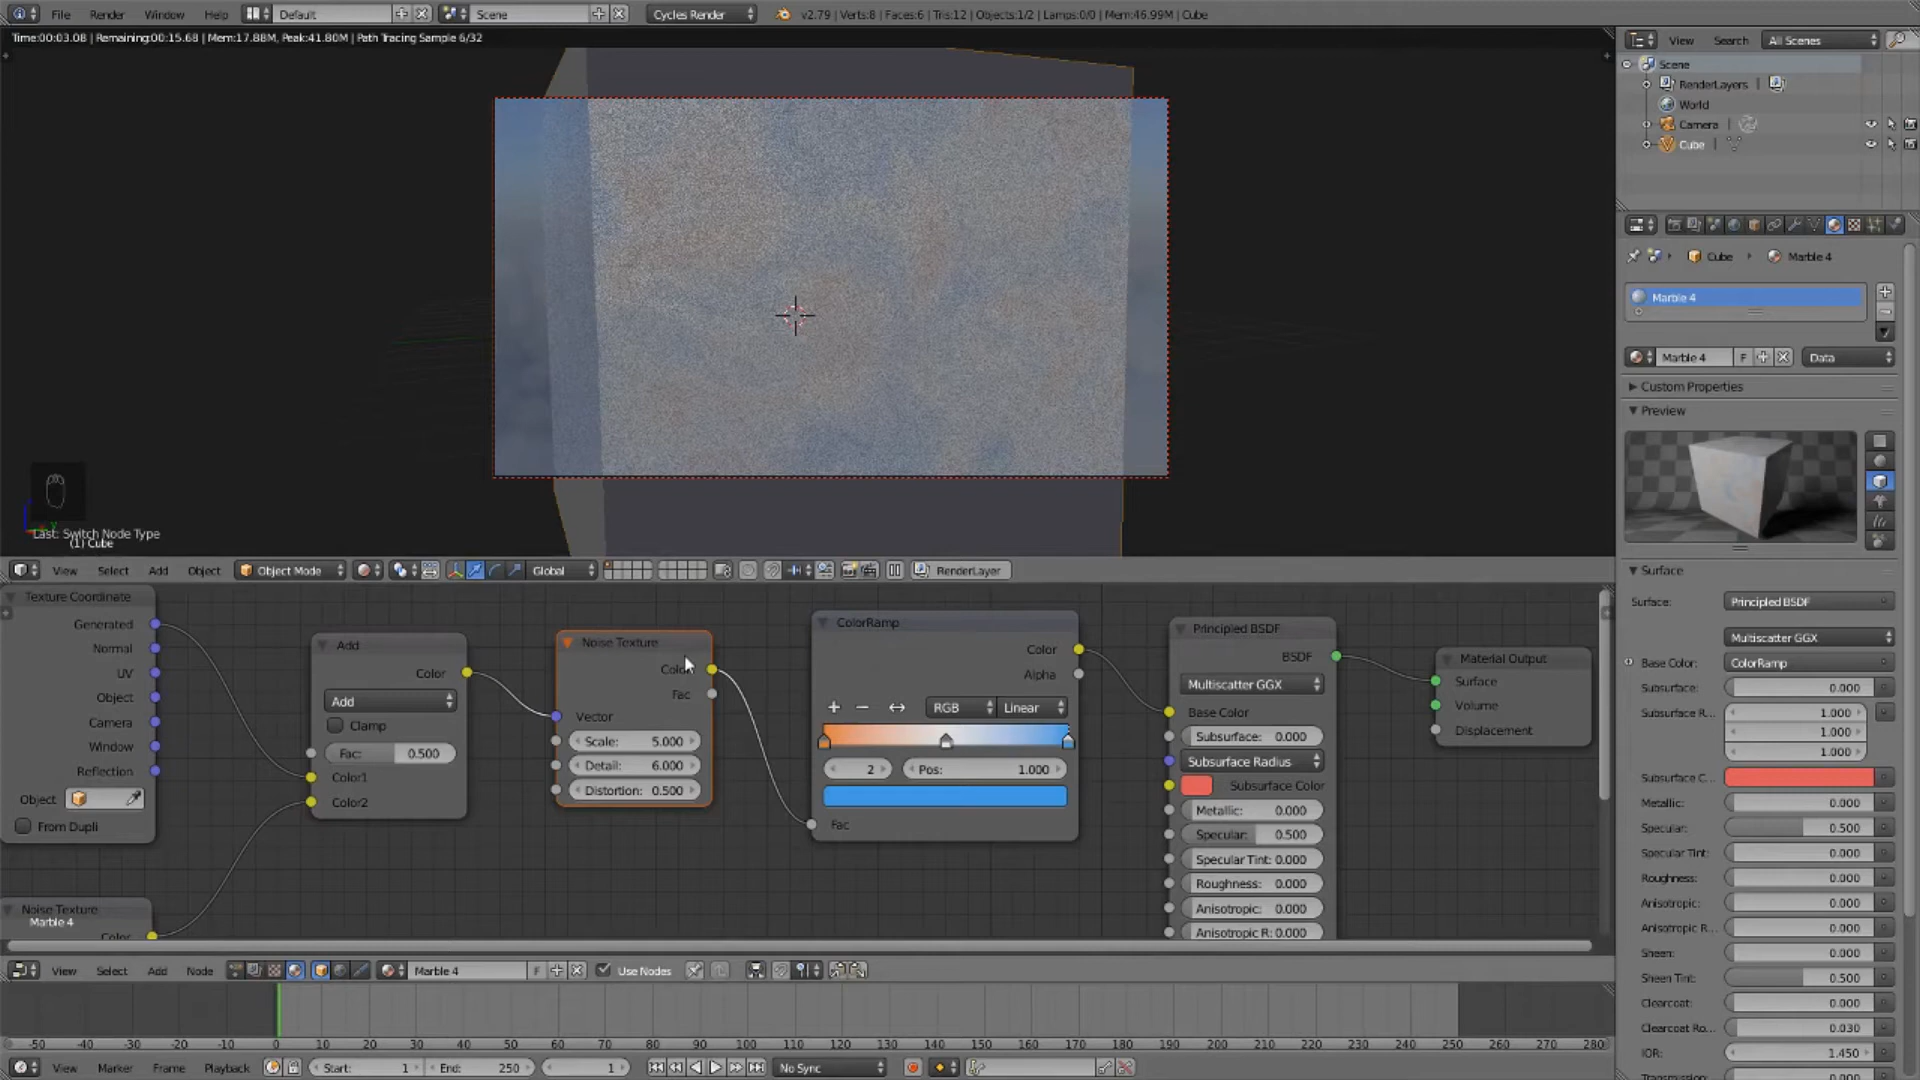 File Render Window Help Default Scene Cycles Render v2.79 | Verts:8 | Faces:6 | Tris:12 | Objects:1/2 | Lamps:0/0 | Mem:46.99M | Cube
Time:00:03.08 | Remaining:00:15.68 | Mem:17.88M, Peak:41.80M | Path Tracing Sample 6/32
Last: Switch Node Type
(1) Cube
View Select Add Object Object Mode Global RenderLayer
Texture Coordinate
Generated
Normal
UV
Object
Camera
Window
Reflection
Object:
From Dupli
Noise Texture
Color
Marble 4
Add
Color
Add
Clamp
Fac: 0.500
Color1
Color2
Noise Texture
Color
Fac
Vector
Scale: 5.000
Detail: 6.000
Distortion: 0.500
ColorRamp
Color
Alpha
RGB Linear
2 Pos: 1.000
Fac
Principled BSDF
BSDF
Multiscatter GGX
Base Color
Subsurface: 0.000
Subsurface Radius
Subsurface Color
Metallic: 0.000
Specular: 0.500
Specular Tint: 0.000
Roughness: 0.000
Anisotropic: 0.000
Anisotropic R: 0.000
Material Output
Surface
Volume
Displacement
View Select Add Node Marble 4 F Use Nodes
-50 -40 -30 -20 -10 0 10 20 30 40 50 60 70 80 90 100 110 120 130 140 150 160 170 180 190 200 210 220 230 240 250 260 270 280
View Marker Frame Playback Start: 1 End: 250 1 No Sync
View Search All Scenes
Scene
RenderLayers
World
Camera
Cube
Cube Marble 4
Marble 4
Marble 4 F Data
Custom Properties
Preview
Surface
Surface: Principled BSDF
Multiscatter GGX
Base Color: ColorRamp
Subsurface: 0.000
Subsurface R... 1.000
1.000
1.000
Subsurface C...
Metallic: 0.000
Specular: 0.500
Specular Tint: 0.000
Roughness: 0.000
Anisotropic: 0.000
Anisotropic R... 0.000
Sheen: 0.000
Sheen Tint: 0.500
Clearcoat: 0.000
Clearcoat Ro... 0.030
IOR: 1.450